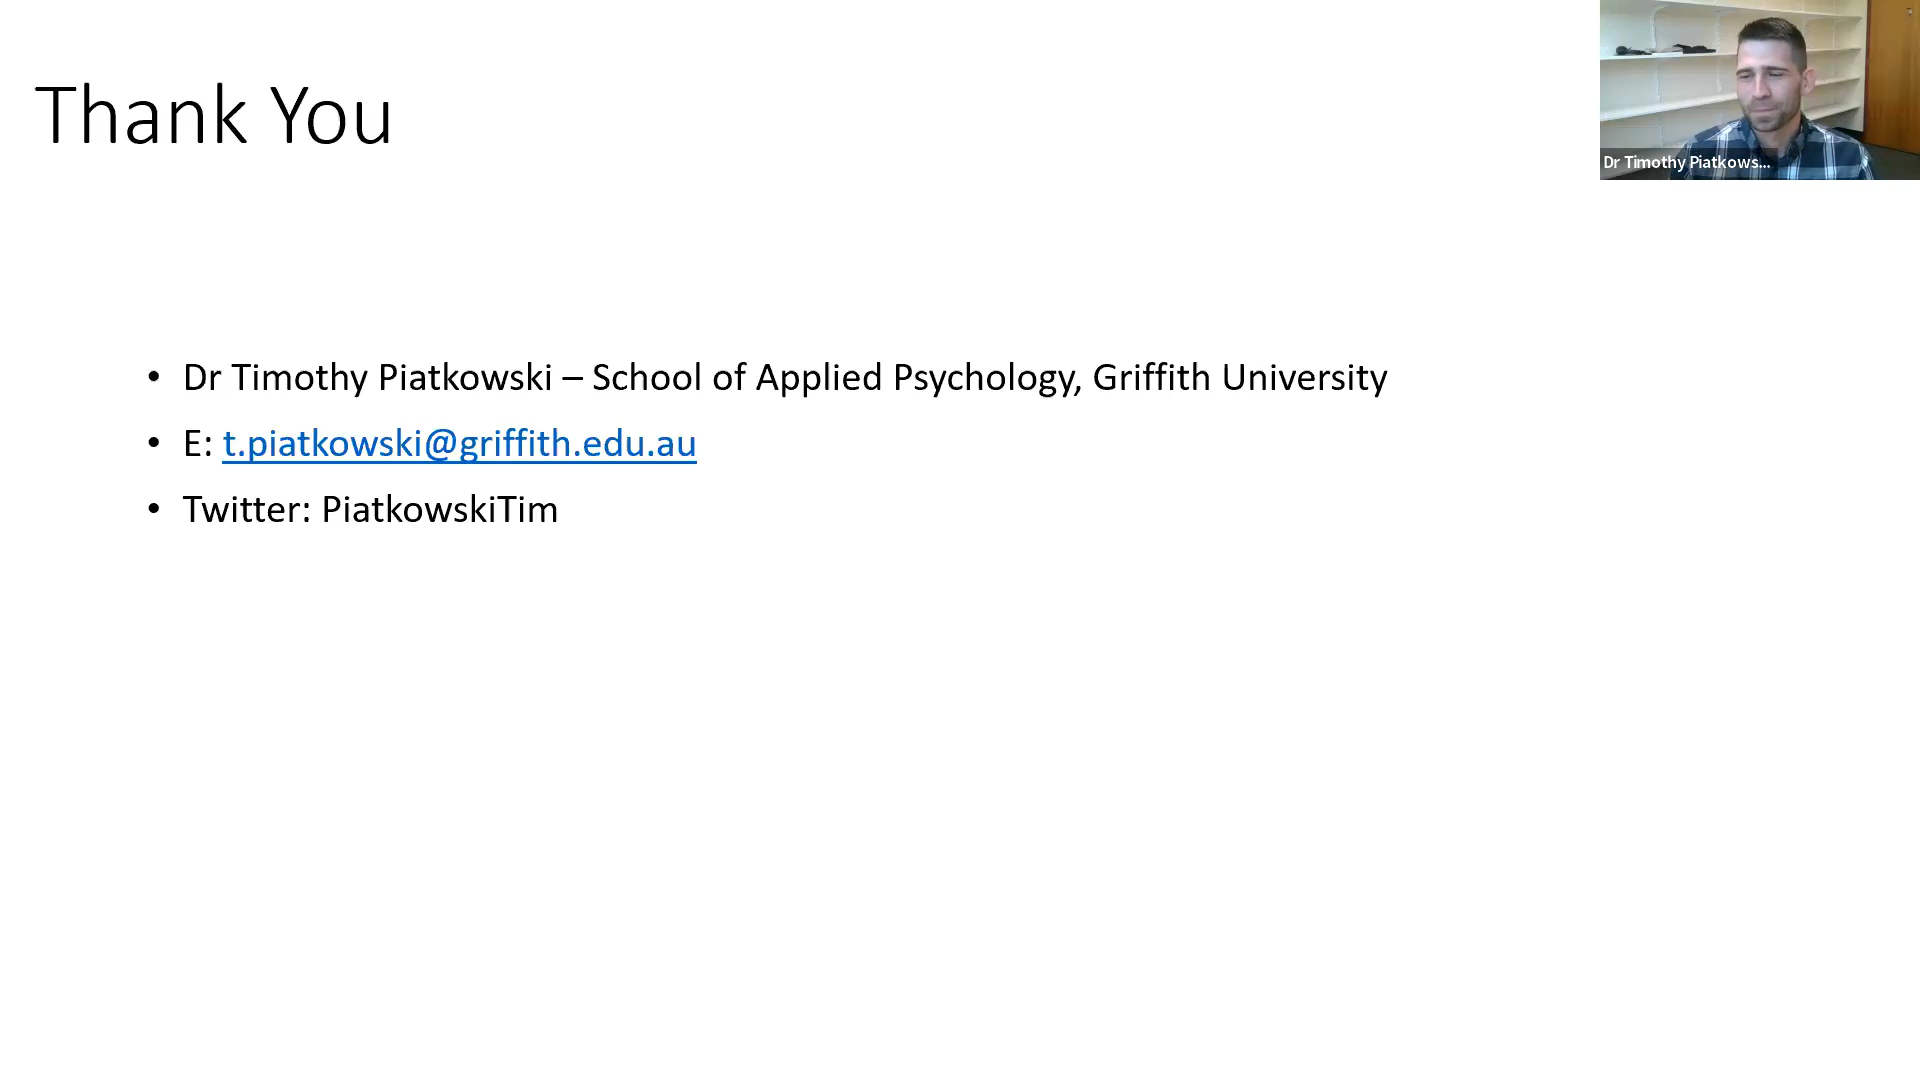 Thank You
Dr Timothy Piatkows...
• Dr Timothy Piatkowski – School of Applied Psychology, Griffith University
• E: t.piatkowski@griffith.edu.au
• Twitter: PiatkowskiTim